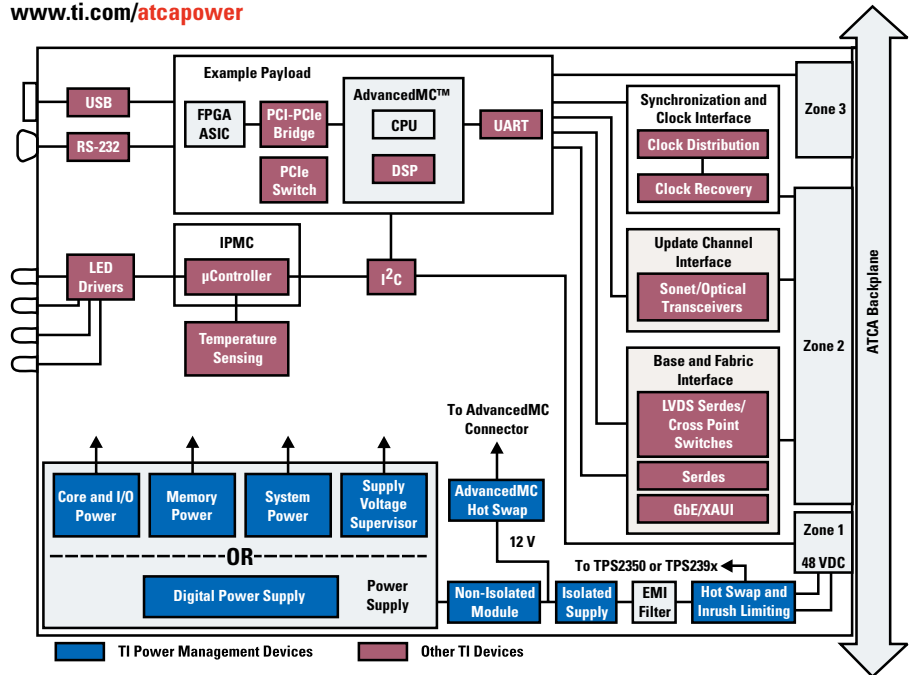 www.ti.com/atcapower
Example Payload
USB
RS-232
FPGA
ASIC
PCI-PCIe
Bridge
PCIe
Switch
AdvancedMC™
CPU
DSP
UART
Synchronization and
Clock Interface
Clock Distribution
Clock Recovery
Zone 3
ATCA Backplane
IPMC
LED
Drivers
µController
I²C
Temperature
Sensing
Update Channel
Interface
Sonet/Optical
Transceivers
Zone 2
Base and Fabric
Interface
LVDS Serdes/
Cross Point
Switches
Serdes
GbE/XAUI
To AdvancedMC
Connector
AdvancedMC
Hot Swap
12 V
Core and I/O
Power
Memory
Power
System
Power
Supply
Voltage
Supervisor
OR
Digital Power Supply
Power
Supply
Non-Isolated
Module
Isolated
Supply
EMI
Filter
To TPS2350 or TPS239x
Hot Swap and
Inrush Limiting
Zone 1
48 VDC
TI Power Management Devices
Other TI Devices